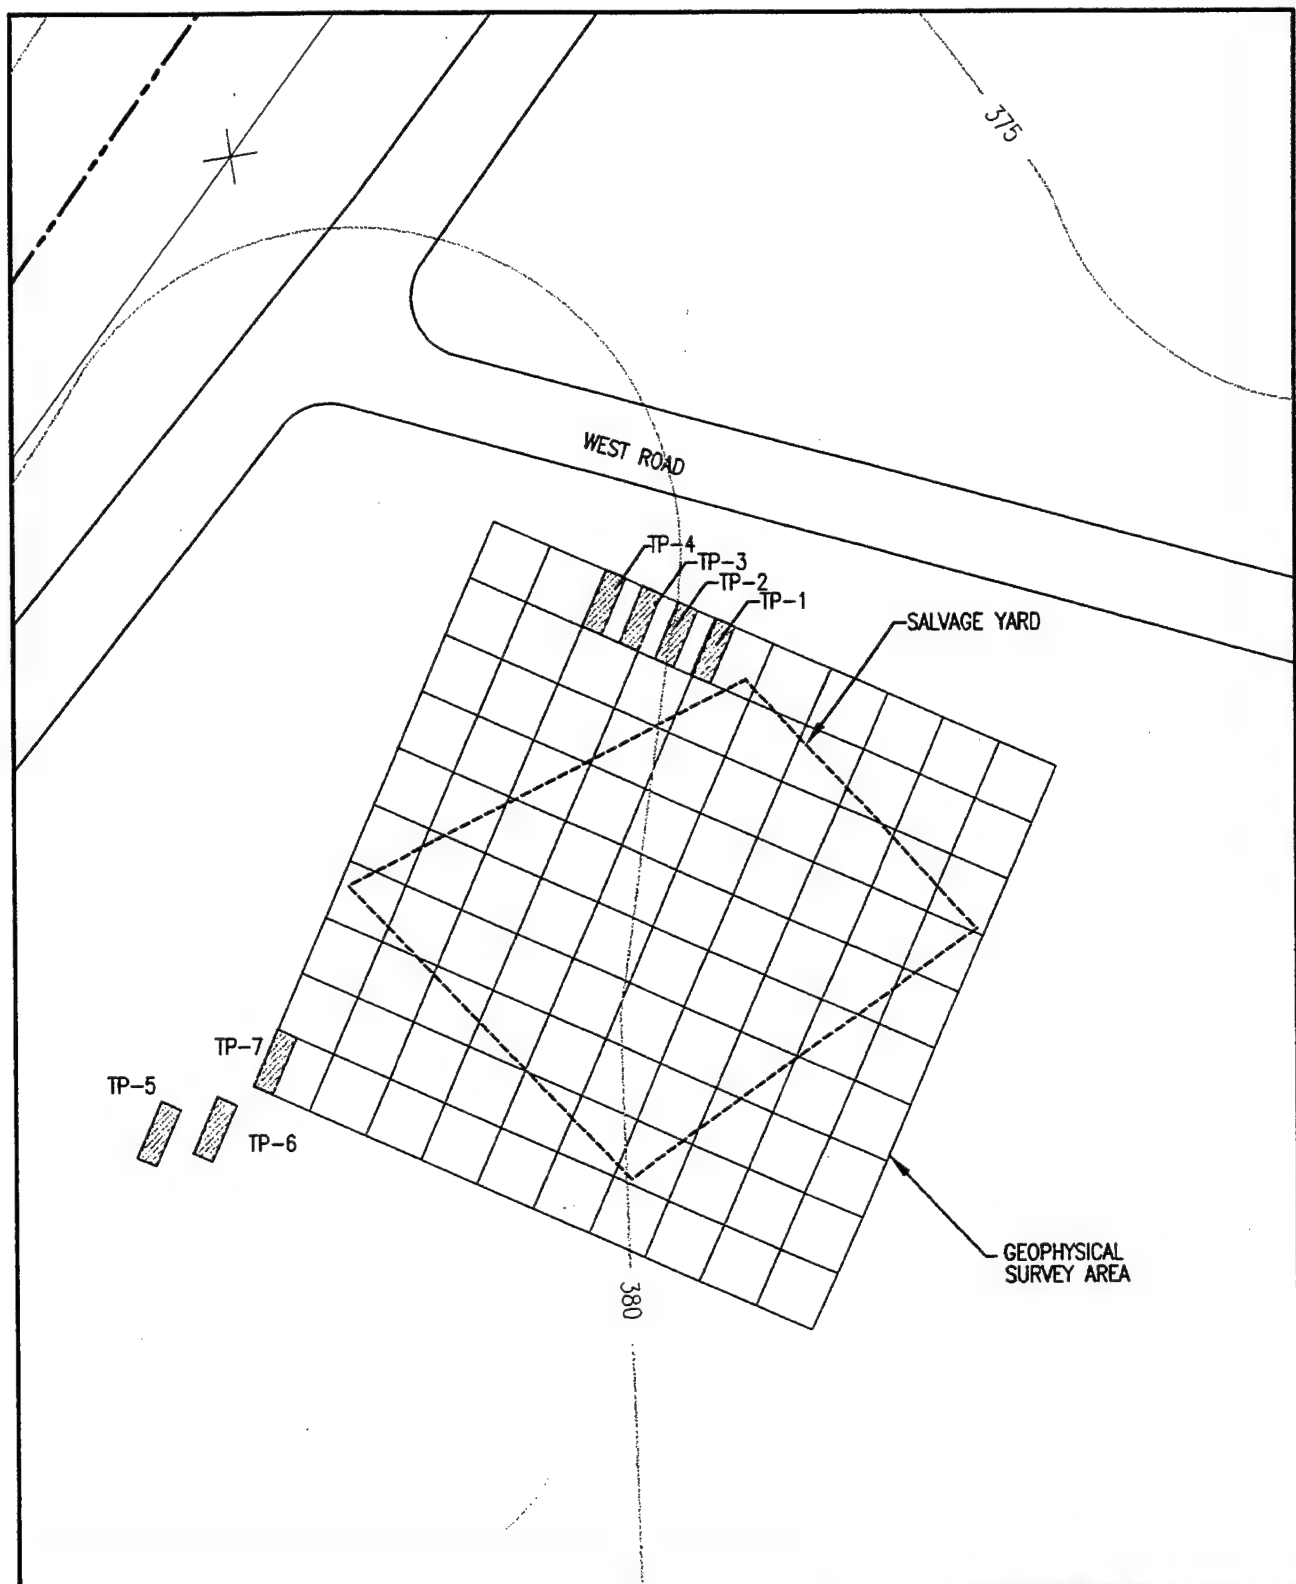 375
WEST ROAD
TP-4
TP-3
TP-2
TP-1
SALVAGE YARD
TP-7
TP-5
TP-6
GEOPHYSICAL
SURVEY AREA
380